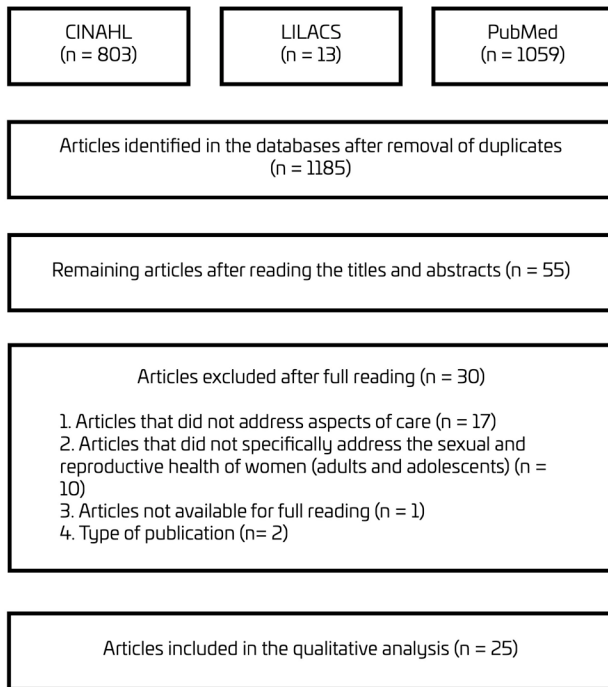 CINAHL
(n = 803)
LILACS
(n = 13)
PubMed
(n = 1059)
Articles identified in the databases after removal of duplicates
(n = 1185)
Remaining articles after reading the titles and abstracts (n = 55)
Articles excluded after full reading (n = 30)
1. Articles that did not address aspects of care (n = 17)
2. Articles that did not specifically address the sexual and
reproductive health of women (adults and adolescents) (n =
10)
3. Articles not available for full reading (n = 1)
4. Type of publication (n= 2)
Articles included in the qualitative analysis (n = 25)